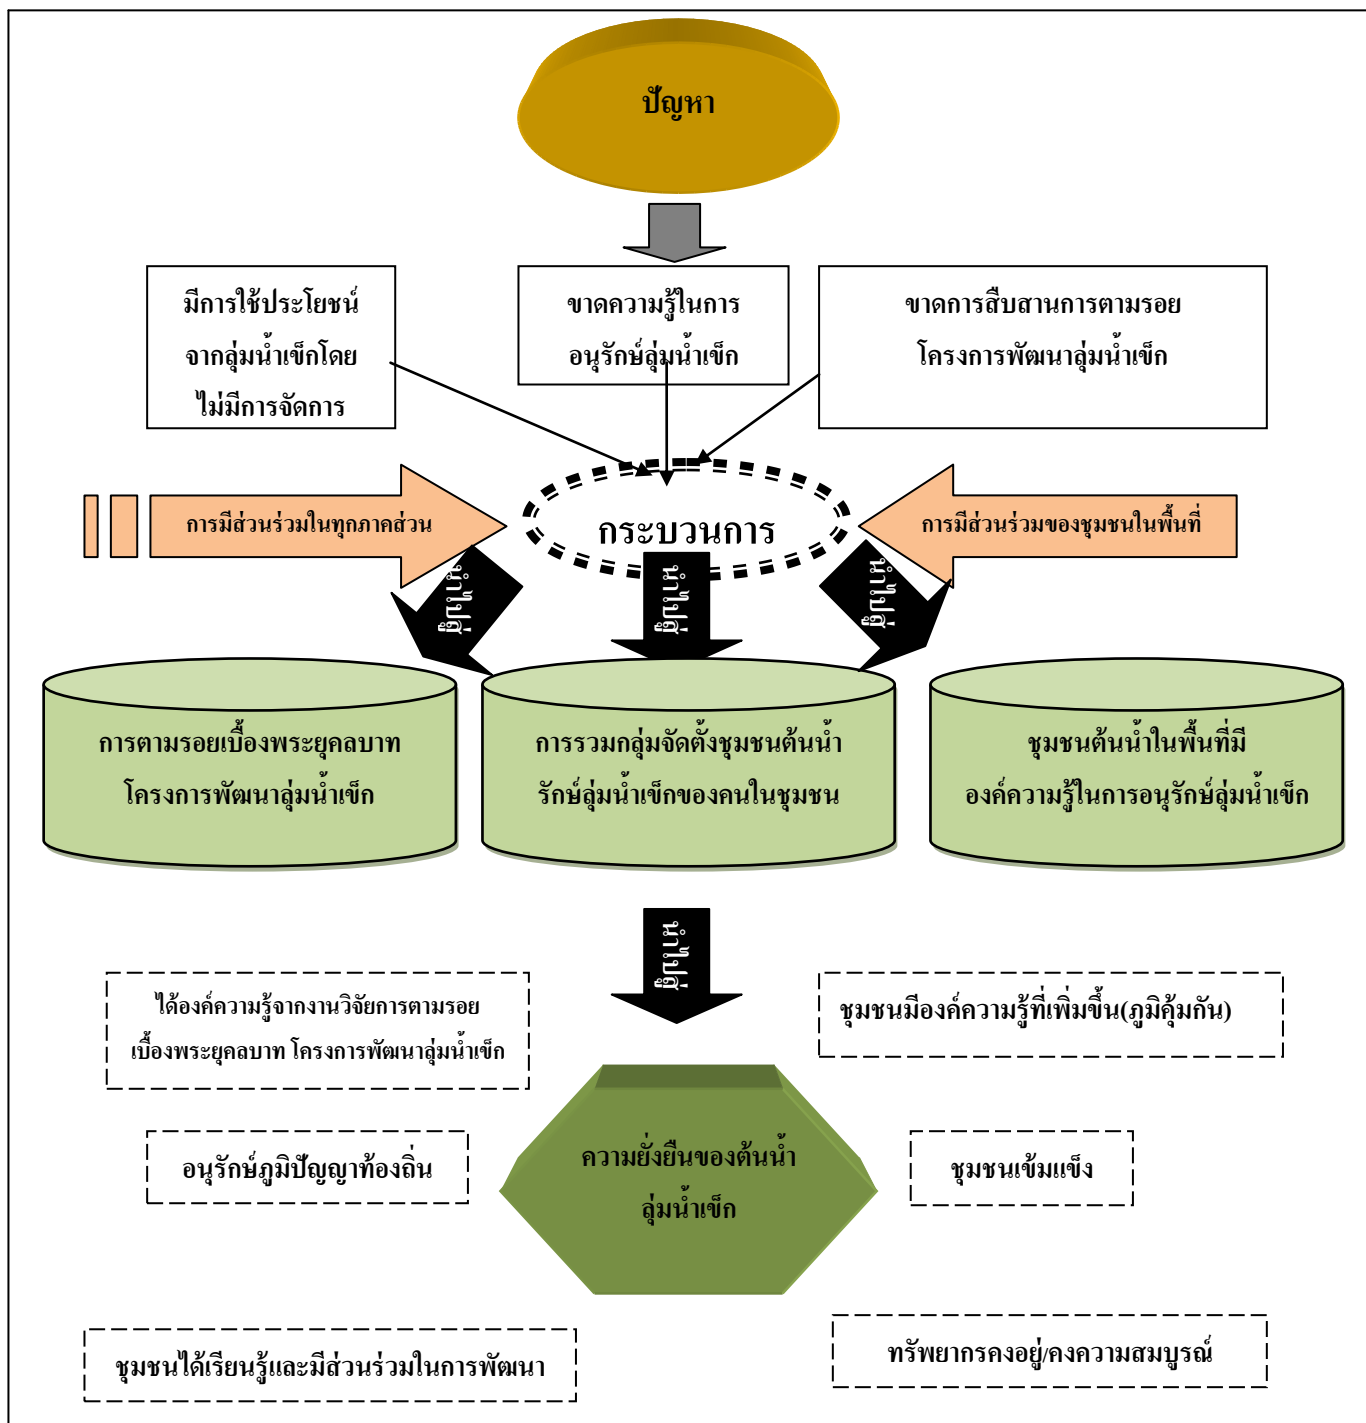 ปัญหา
มีการใช้ประโยชน์
จากลุ่มน้ำเข็กโดย
ไม่มีการจัดการ
ขาดความรู้ในการ
อนุรักษ์ลุ่มน้ำเข็ก
ขาดการสืบสานการตามรอย
โครงการพัฒนาลุ่มน้ำเข็ก
การมีส่วนร่วมในทุกภาคส่วน
กระบวนการ
การมีส่วนร่วมของชุมชนในพื้นที่
นำไปสู่
นำไปสู่
นำไปสู่
การตามรอยเบื้องพระยุคลบาท
โครงการพัฒนาลุ่มน้ำเข็ก
การรวมกลุ่มจัดตั้งชุมชนต้นน้ำ
รักษ์ลุ่มน้ำเข็กของคนในชุมชน
ชุมชนต้นน้ำในพื้นที่มี
องค์ความรู้ในการอนุรักษ์ลุ่มน้ำเข็ก
นำไปสู่
ได้องค์ความรู้จากงานวิจัยการตามรอย
เบื้องพระยุคลบาท โครงการพัฒนาลุ่มน้ำเข็ก
ชุมชนมีองค์ความรู้ที่เพิ่มขึ้น(ภูมิคุ้มกัน)
อนุรักษ์ภูมิปัญญาท้องถิ่น
ความยั่งยืนของต้นน้ำ
ลุ่มน้ำเข็ก
ชุมชนเข้มแข็ง
ชุมชนได้เรียนรู้และมีส่วนร่วมในการพัฒนา
ทรัพยากรคงอยู่/คงความสมบูรณ์